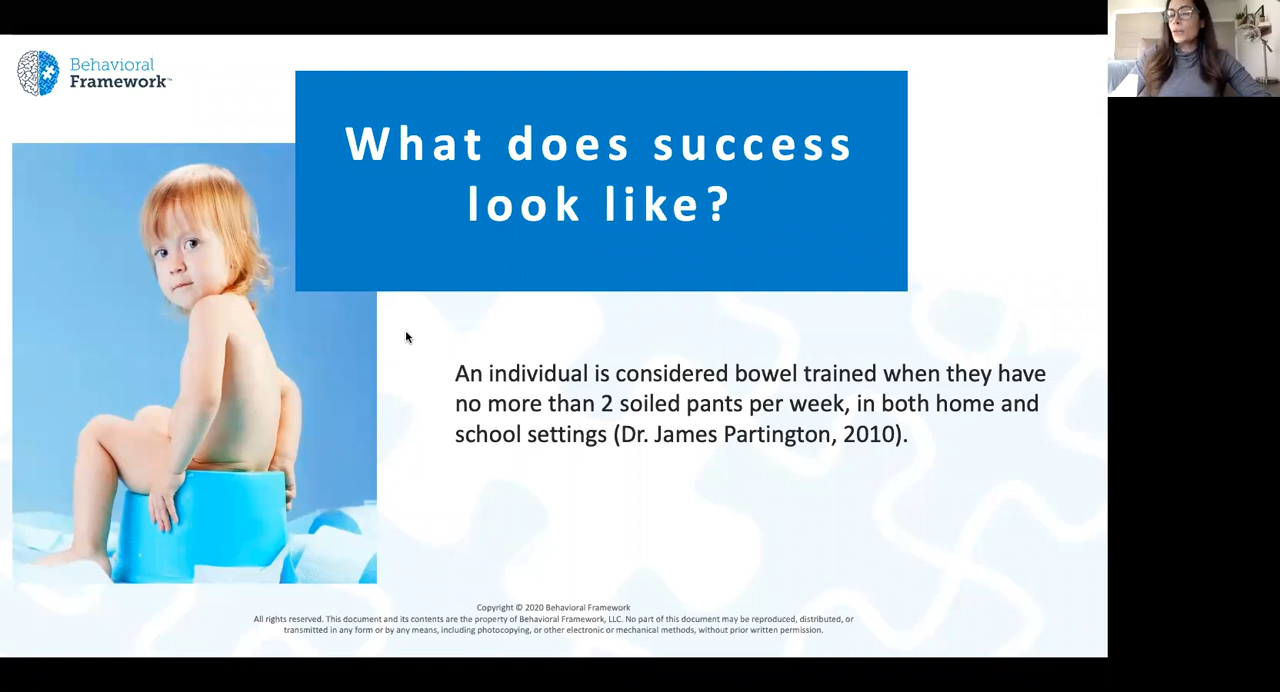 Behavioral
Framework™
What does success
look like?
An individual is considered bowel trained when they have
no more than 2 soiled pants per week, in both home and
school settings (Dr. James Partington, 2010).
Copyright © 2020 Behavioral Framework
All rights reserved. This document and its contents are the property of Behavioral Framework, LLC. No part of this document may be reproduced, distributed, or
transmitted in any form or by any means, including photocopying, or other electronic or mechanical methods, without prior written permission.